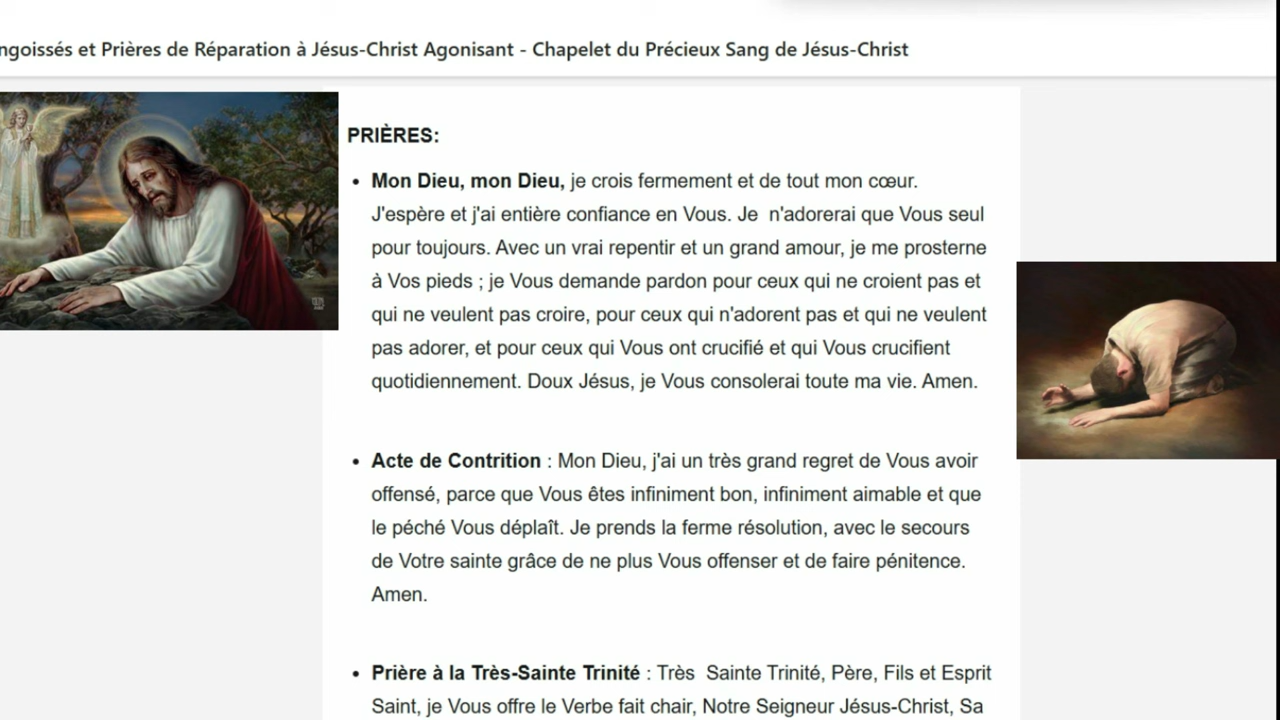 ngoissés et Prières de Réparation à Jésus-Christ Agonisant - Chapelet du Précieux Sang de Jésus-Christ
PRIÈRES:
• Mon Dieu, mon Dieu, je crois fermement et de tout mon cœur.
J'espère et j'ai entière confiance en Vous. Je  n'adorerai que Vous seul
pour toujours. Avec un vrai repentir et un grand amour, je me prosterne
à Vos pieds ; je Vous demande pardon pour ceux qui ne croient pas et
qui ne veulent pas croire, pour ceux qui n'adorent pas et qui ne veulent
pas adorer, et pour ceux qui Vous ont crucifié et qui Vous crucifient
quotidiennement. Doux Jésus, je Vous consolerai toute ma vie. Amen.
• Acte de Contrition : Mon Dieu, j'ai un très grand regret de Vous avoir
offensé, parce que Vous êtes infiniment bon, infiniment aimable et que
le péché Vous déplaît. Je prends la ferme résolution, avec le secours
de Votre sainte grâce de ne plus Vous offenser et de faire pénitence.
Amen.
• Prière à la Très-Sainte Trinité : Très  Sainte Trinité, Père, Fils et Esprit
Saint, je Vous offre le Verbe fait chair, Notre Seigneur Jésus-Christ, Sa